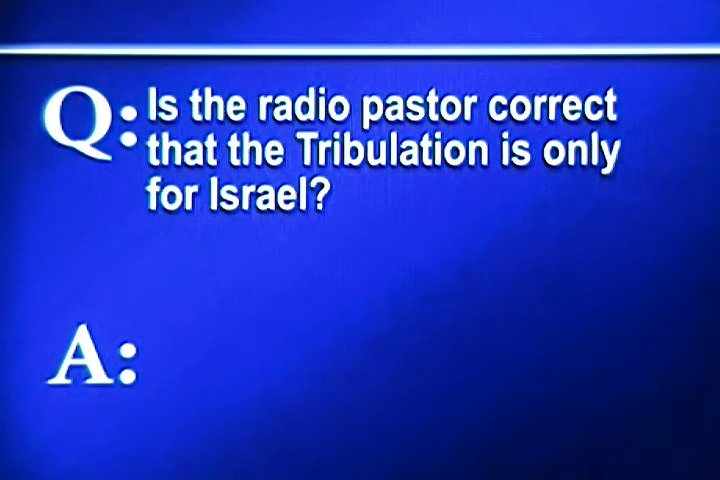 Q: Is the radio pastor correct
that the Tribulation is only
for Israel?
A: